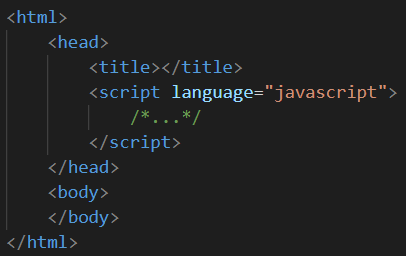 <html>
    <head>
        <title></title>
        <script language="javascript">
            /*...*/
        </script>
    </head>
    <body>
    </body>
</html>